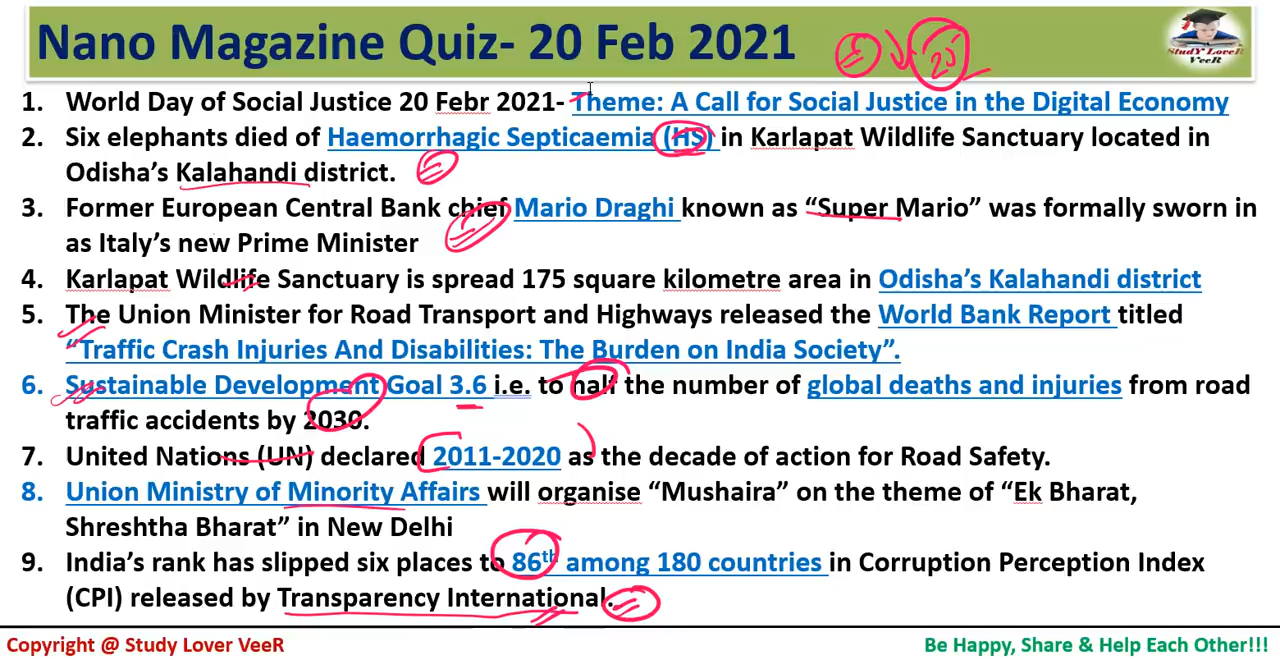 Nano Magazine Quiz- 20 Feb 2021
StudY LoveR
VeeR
1. World Day of Social Justice 20 Febr 2021- Theme: A Call for Social Justice in the Digital Economy
2. Six elephants died of Haemorrhagic Septicaemia (HS) in Karlapat Wildlife Sanctuary located in
Odisha's Kalahandi district.
3. Former European Central Bank chief Mario Draghi known as “Super Mario” was formally sworn in
as Italy's new Prime Minister
4. Karlapat Wildlife Sanctuary is spread 175 square kilometre area in Odisha's Kalahandi district
5. The Union Minister for Road Transport and Highways released the World Bank Report titled
“Traffic Crash Injuries And Disabilities: The Burden on India Society”.
6. Sustainable Development Goal 3.6 i.e. to half the number of global deaths and injuries from road
traffic accidents by 2030.
7. United Nations (UN) declared 2011-2020 as the decade of action for Road Safety.
8. Union Ministry of Minority Affairs will organise “Mushaira” on the theme of “Ek Bharat,
Shreshtha Bharat” in New Delhi
9. India's rank has slipped six places to 86th among 180 countries in Corruption Perception Index
(CPI) released by Transparency International.
Copyright @ Study Lover VeeR
Be Happy, Share & Help Each Other!!!